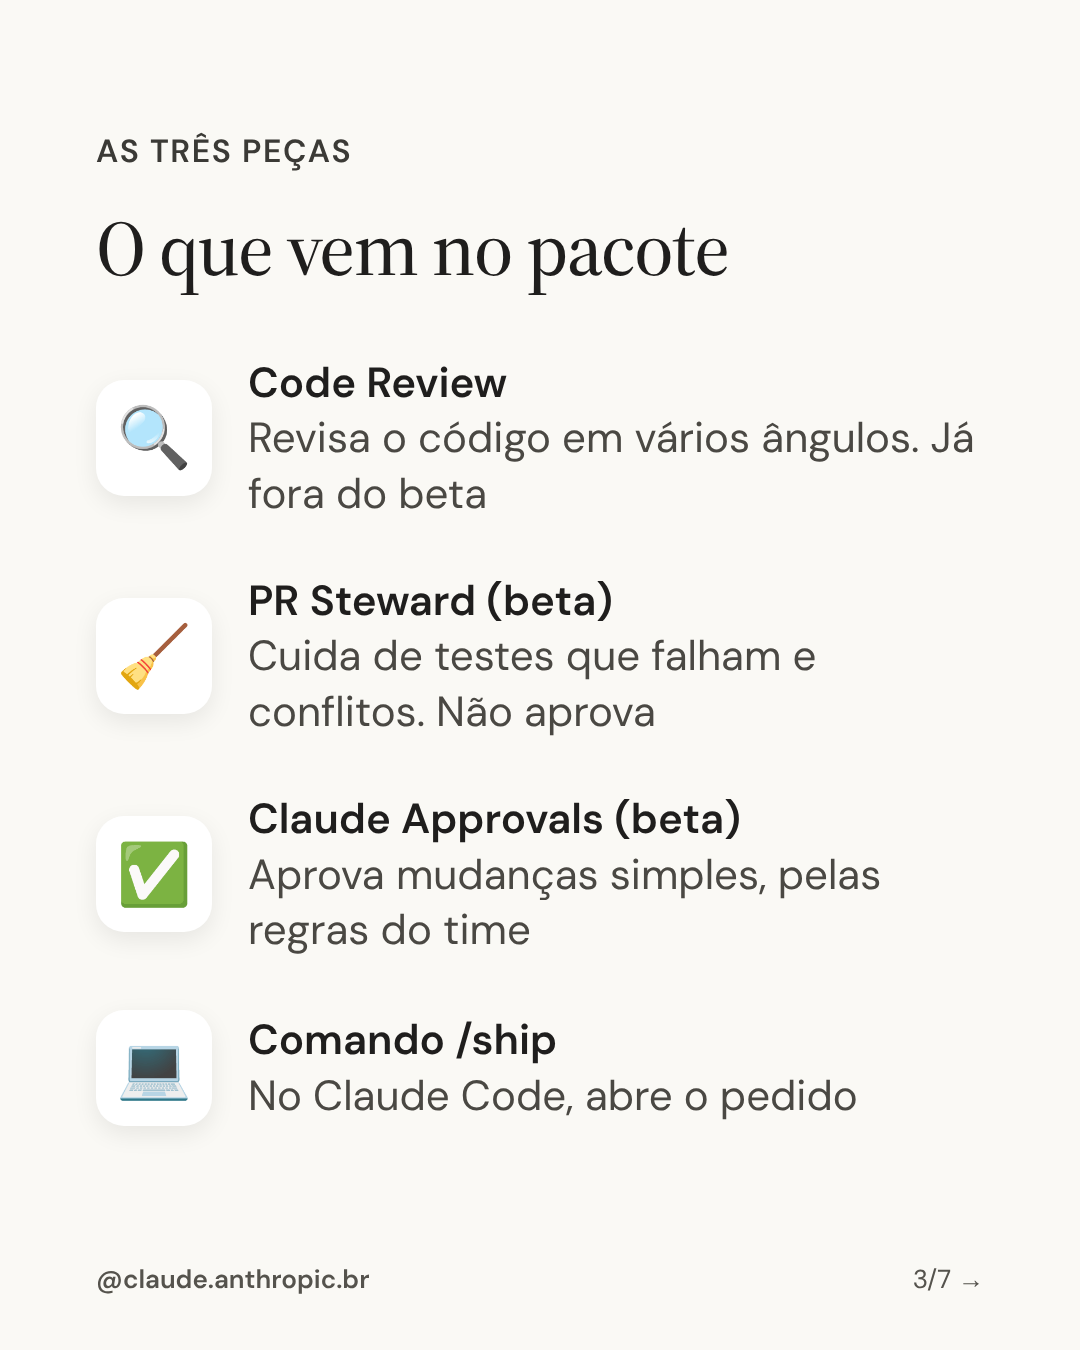 AS TRÊS PEÇAS
O que vem no pacote
Code Review
Revisa o código em vários ângulos. Já
fora do beta
PR Steward (beta)
Cuida de testes que falham e
conflitos. Não aprova
Claude Approvals (beta)
Aprova mudanças simples, pelas
regras do time
Comando /ship
No Claude Code, abre o pedido
@claude.anthropic.br
3/7 →